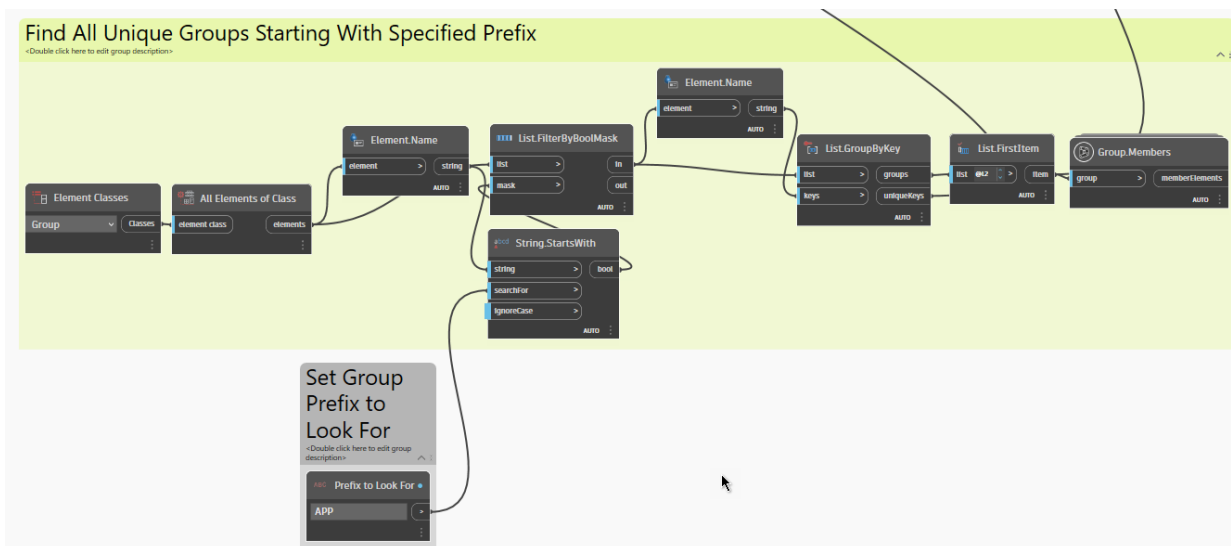 Find All Unique Groups Starting With Specified Prefix
<Double click here to edit group description>
Element Classes
Group
Classes
All Elements of Class
element class
elements
Element.Name
element
>
string
AUTO
List.FilterByBoolMask
list
>
in
mask
>
out
AUTO
String.StartsWith
string
>
bool
searchFor
>
ignoreCase
>
AUTO
Element.Name
element
>
string
AUTO
List.GroupByKey
list
>
groups
keys
>
uniqueKeys
AUTO
List.FirstItem
list
@L2
>
item
AUTO
Group.Members
group
>
memberElements
AUTO
Set Group
Prefix to
Look For
<Double click here to edit group
description>
ABC
Prefix to Look For
APP
>